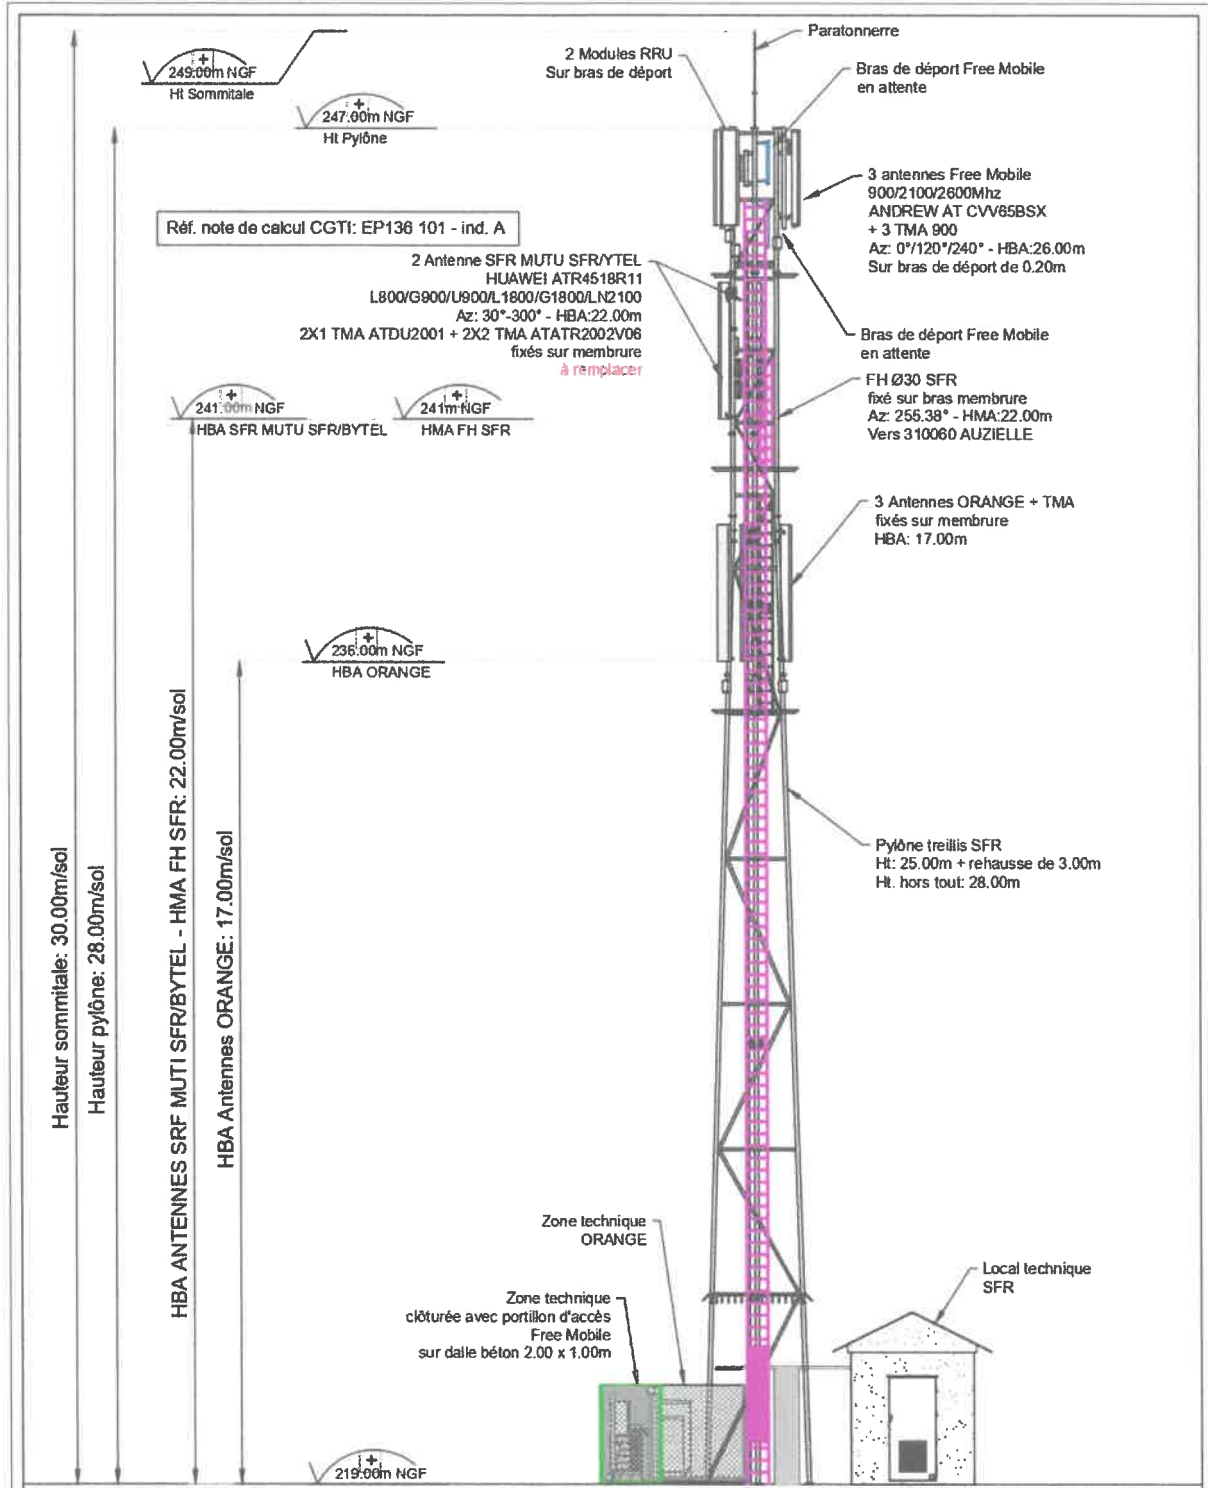 Paratonnerre
2 Modules RRU
Sur bras de déport
Bras de déport Free Mobile
en attente
249.00m NGF
Ht Sommitale
247.00m NGF
Ht Pylône
3 antennes Free Mobile
900/2100/2600Mhz
ANDREW AT CVV65BSX
+ 3 TMA 900
Az: 0°/120°/240° - HBA:26.00m
Sur bras de déport de 0.20m
Réf. note de calcul CGTI: EP136 101 - ind. A
2 Antenne SFR MUTU SFR/YTEL
HUAWEI ATR4518R11
L800/G900/U900/L1800/G1800/LN2100
Az: 30°-300° - HBA:22.00m
2X1 TMA ATDU2001 + 2X2 TMA ATATR2002V06
fixés sur membrure
à remplacer
Bras de déport Free Mobile
en attente
FH Ø30 SFR
fixé sur bras membrure
Az: 255.38° - HMA:22.00m
Vers 310060 AUZIELLE
241.00m NGF
HBA SFR MUTU SFR/BYTEL
241m NGF
HMA FH SFR
3 Antennes ORANGE + TMA
fixés sur membrure
HBA: 17.00m
236.00m NGF
HBA ORANGE
Pylône treillis SFR
Ht: 25.00m + rehausse de 3.00m
Ht. hors tout: 28.00m
Hauteur sommitale: 30.00m/sol
Hauteur pylône: 28.00m/sol
HBA ANTENNES SRF MUTI SFR/BYTEL - HMA FH SFR: 22.00m/sol
HBA Antennes ORANGE: 17.00m/sol
Zone technique
ORANGE
Zone technique
clôturée avec portillon d'accès
Free Mobile
sur dalle béton 2.00 x 1.00m
Local technique
SFR
219.00m NGF